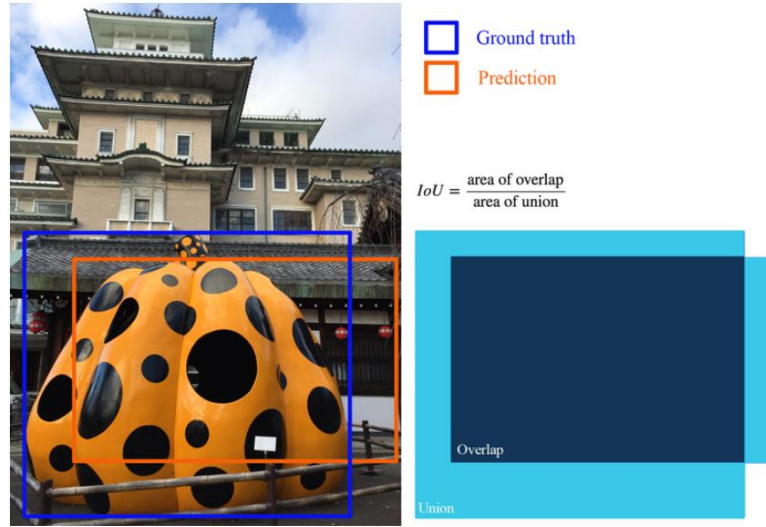 Ground truth
Prediction
IoU = area of overlap / area of union
Overlap
Union